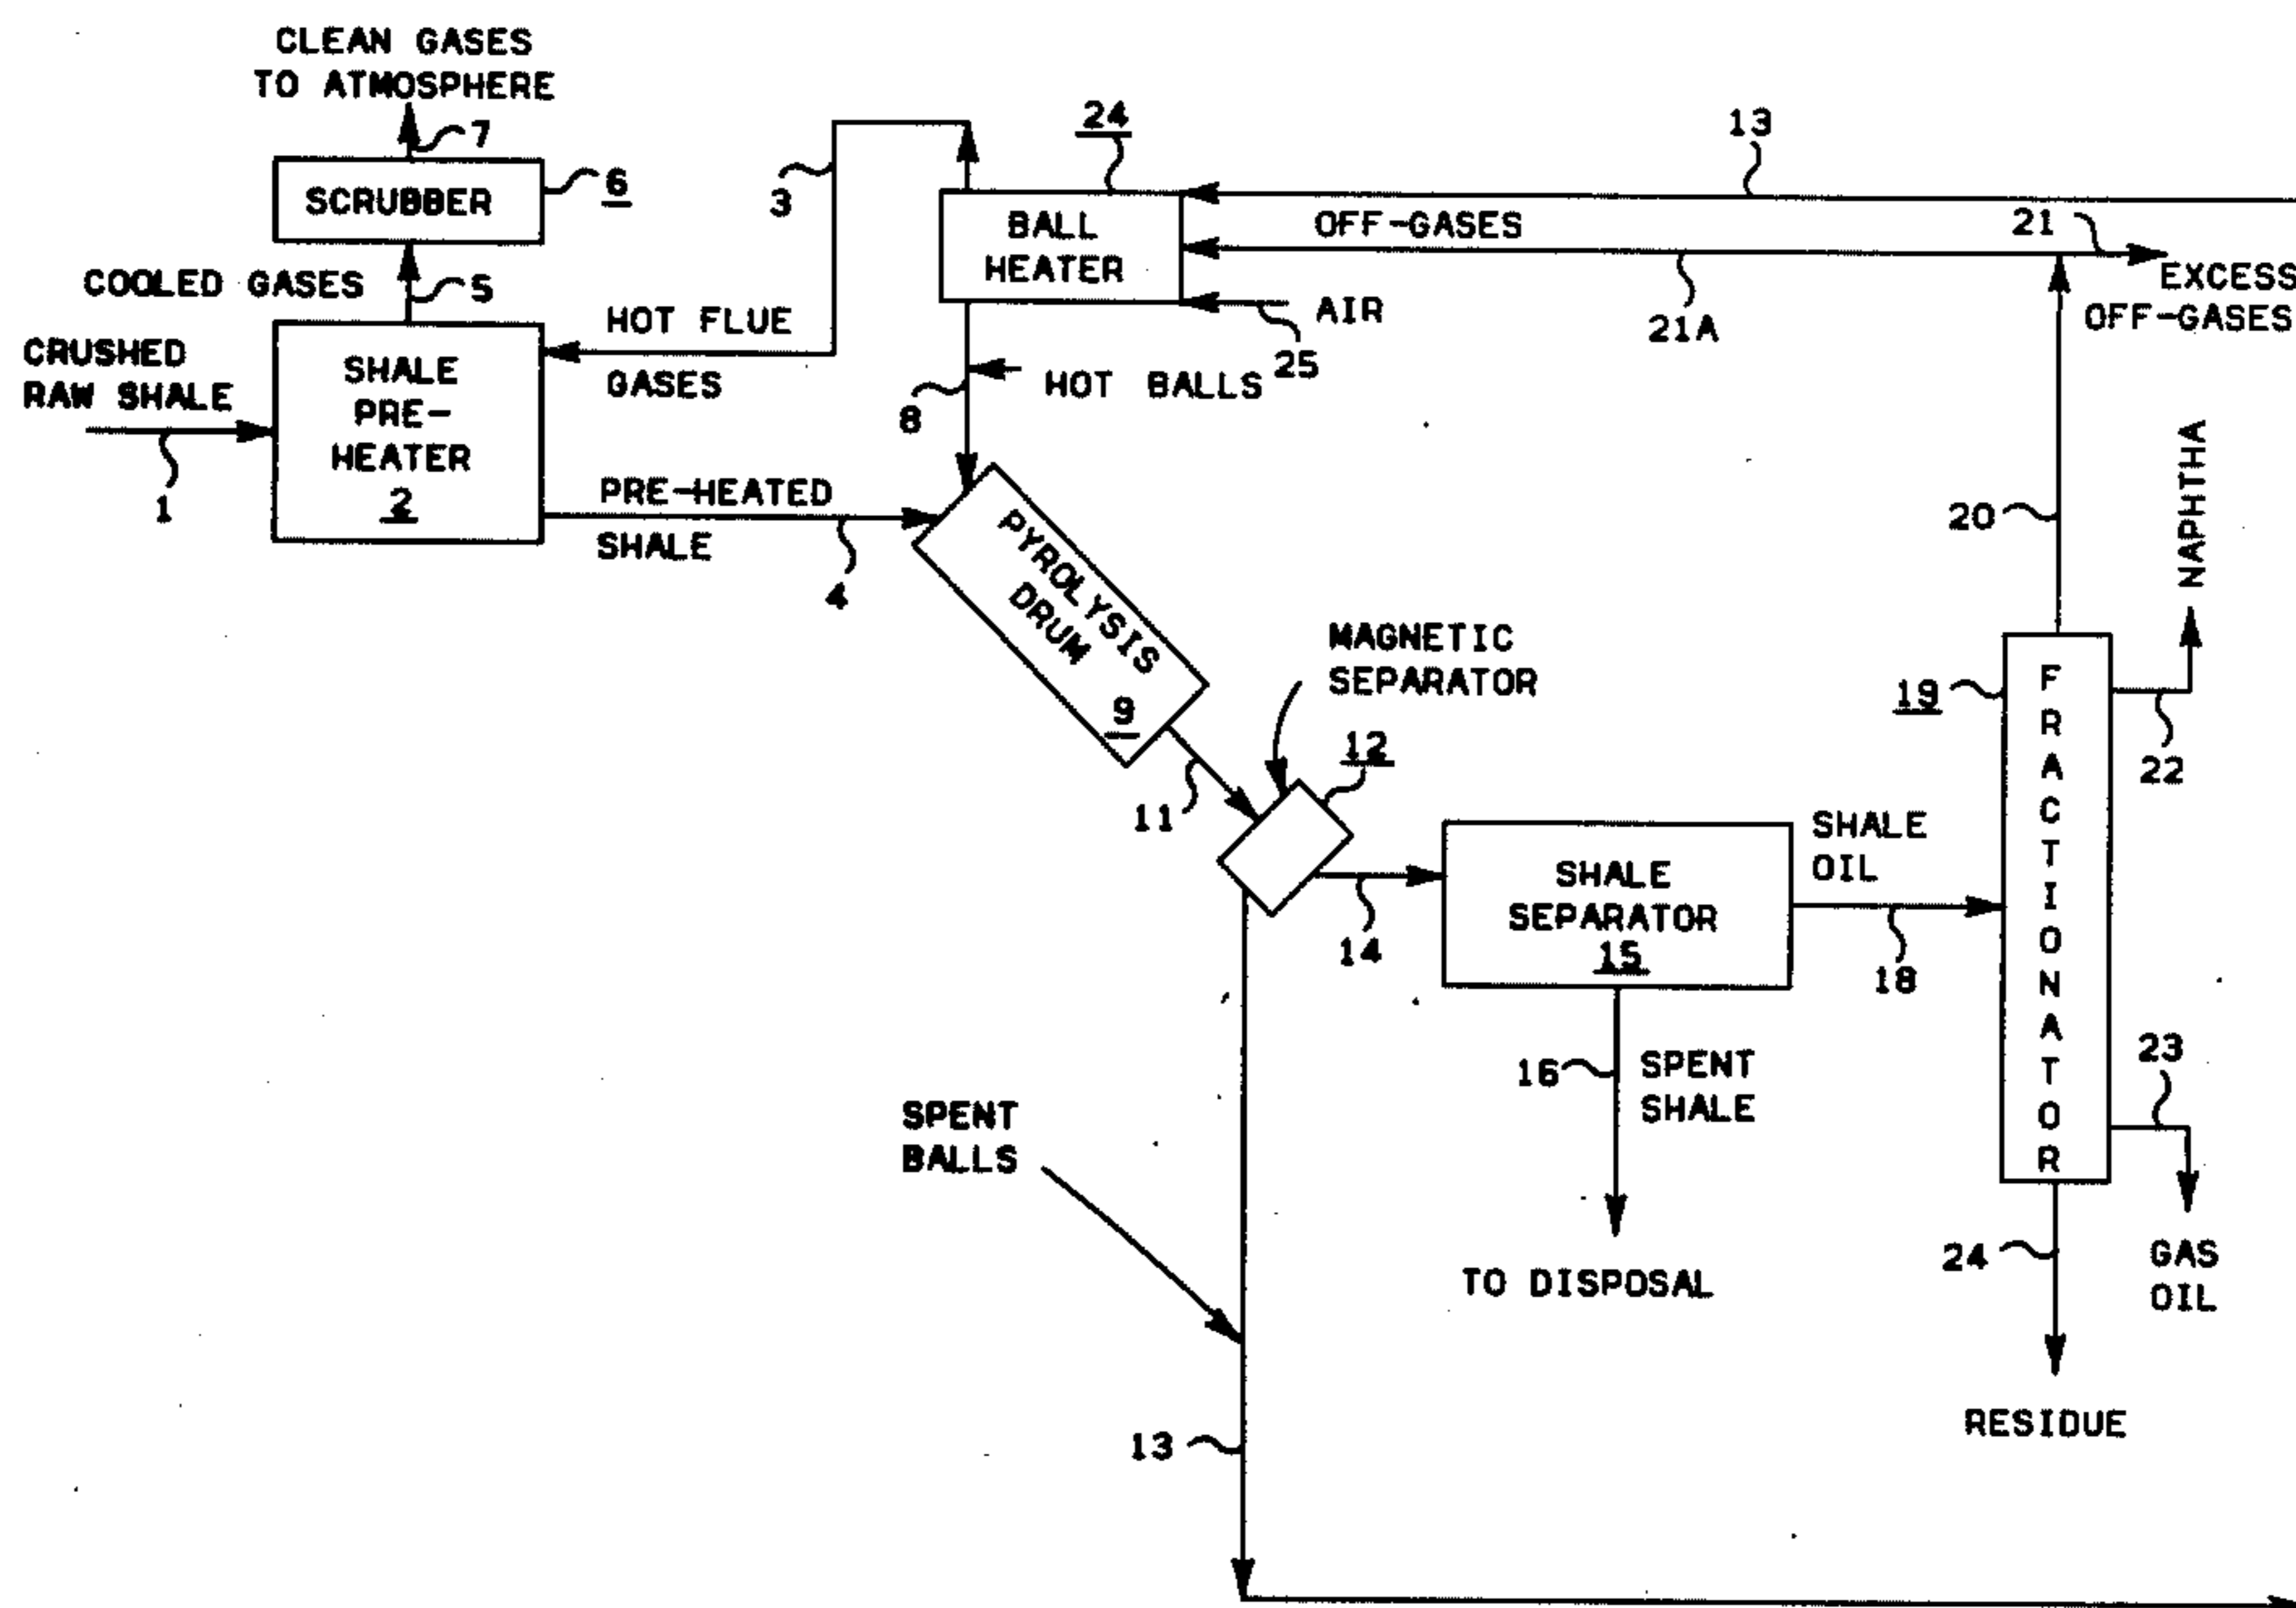 CLEAN GASES
TO ATMOSPHERE
7
SCRUBBER
6
COOLED GASES
5
CRUSHED
RAW SHALE
1
SHALE
PRE-
HEATER
2
HOT FLUE
GASES
3
PRE-HEATED
SHALE
4
24
BALL
HEATER
13
OFF-GASES
21
EXCESS
OFF-GASES
21A
AIR
25
HOT BALLS
8
PYROLYSIS
DRUM
9
11
MAGNETIC
SEPARATOR
12
14
SHALE
SEPARATOR
15
16
SPENT
SHALE
TO DISPOSAL
SHALE
OIL
18
19
FRACTIONATOR
20
NAPHTHA
22
23
GAS
OIL
24
RESIDUE
SPENT
BALLS
13